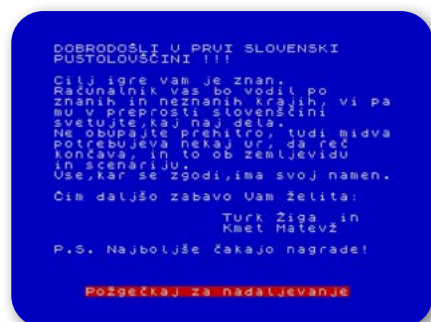 DOBRODOŠLI V PRVI SLOVENSKI
PUSTOLOVŠČINI !!!
Cilj igre vam je znan.
Računalnik vas bo vodil po
znanih in neznanih krajih, vi pa
mu v preprosti slovenščini
svetujte,kaj naj dela.
Ne obupajte prehitro, tudi midva
potrebujeva nekaj ur, da reč
končava, in to ob zemljevidu
in scenariju.
Vse,kar se zgodi,ima svoj namen.
Čim daljšo zabavo Vam želita:
Turk Žiga in
Kmet Matevž
P.S. Najboljše čakajo nagrade!
Požgečkaj za nadaljevanje